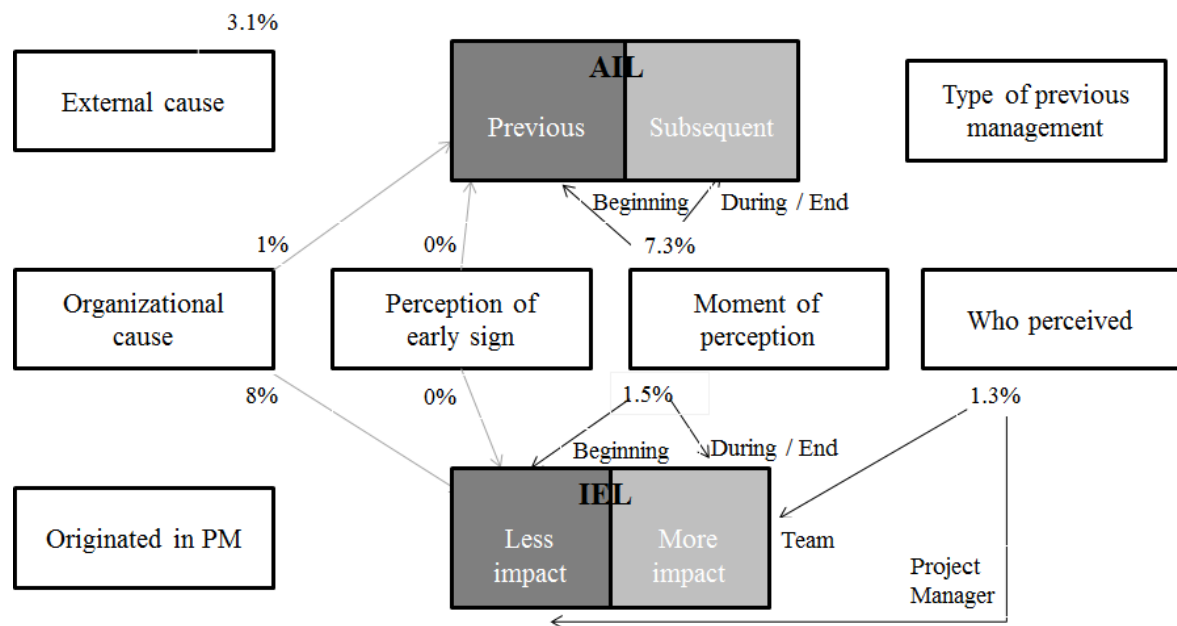 3.1%
External cause
AIL
Previous
Subsequent
Type of previous
management
Beginning
During / End
1%
0%
7.3%
Organizational
cause
Perception of
early sign
Moment of
perception
Who perceived
8%
0%
1.5%
1.3%
Beginning
During / End
Originated in PM
IEL
Less
impact
More
impact
Team
Project
Manager